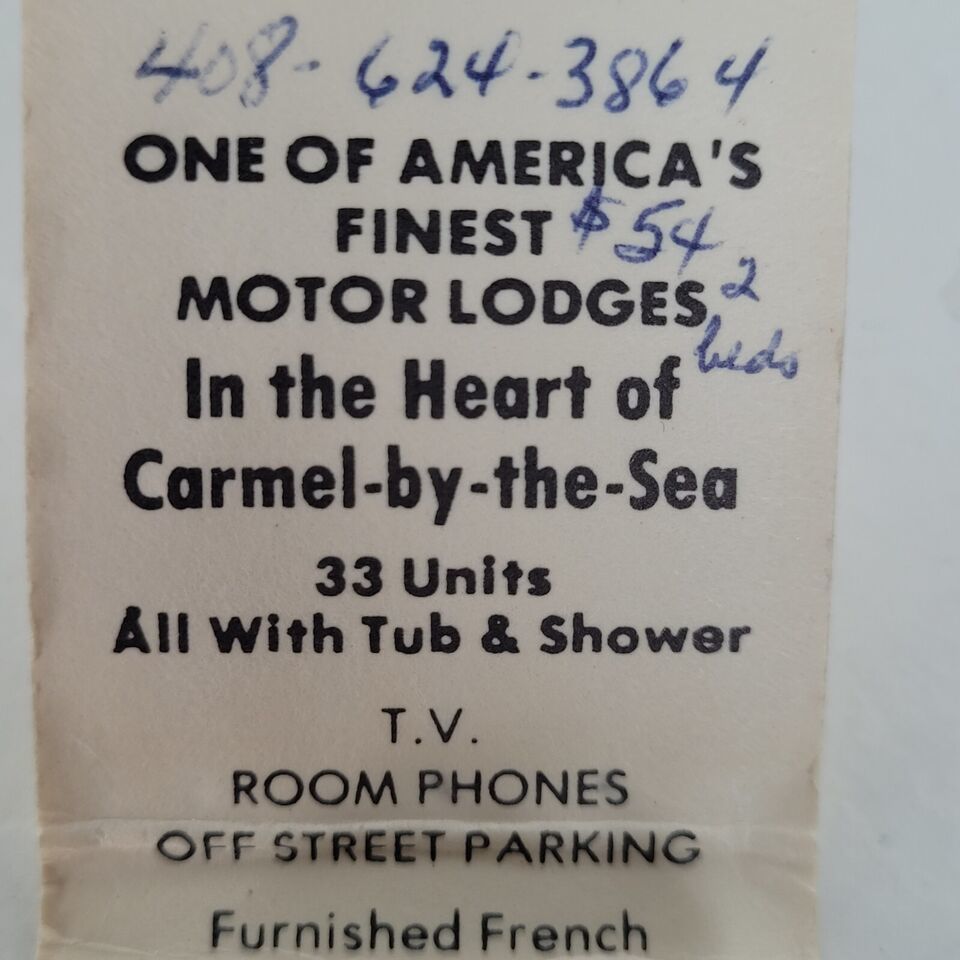 408-624-3864
ONE OF AMERICA'S
FINEST $54
MOTOR LODGES 2
beds
In the Heart of
Carmel-by-the-Sea
33 Units
All With Tub & Shower
T.V.
ROOM PHONES
OFF STREET PARKING
Furnished French